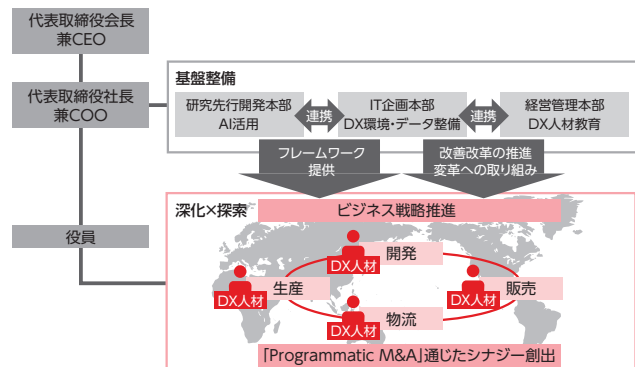 代表取締役会長
兼CEO
代表取締役社長
兼COO
役員
基盤整備
研究先行開発本部
AI活用
連携
IT企画本部
DX環境・データ整備
連携
経営管理本部
DX人材教育
フレームワーク
提供
改善改革の推進
変革への取り組み
深化×探索
ビジネス戦略推進
DX人材
開発
DX人材
生産
DX人材
販売
DX人材
物流
「Programmatic M&A」通じたシナジー創出